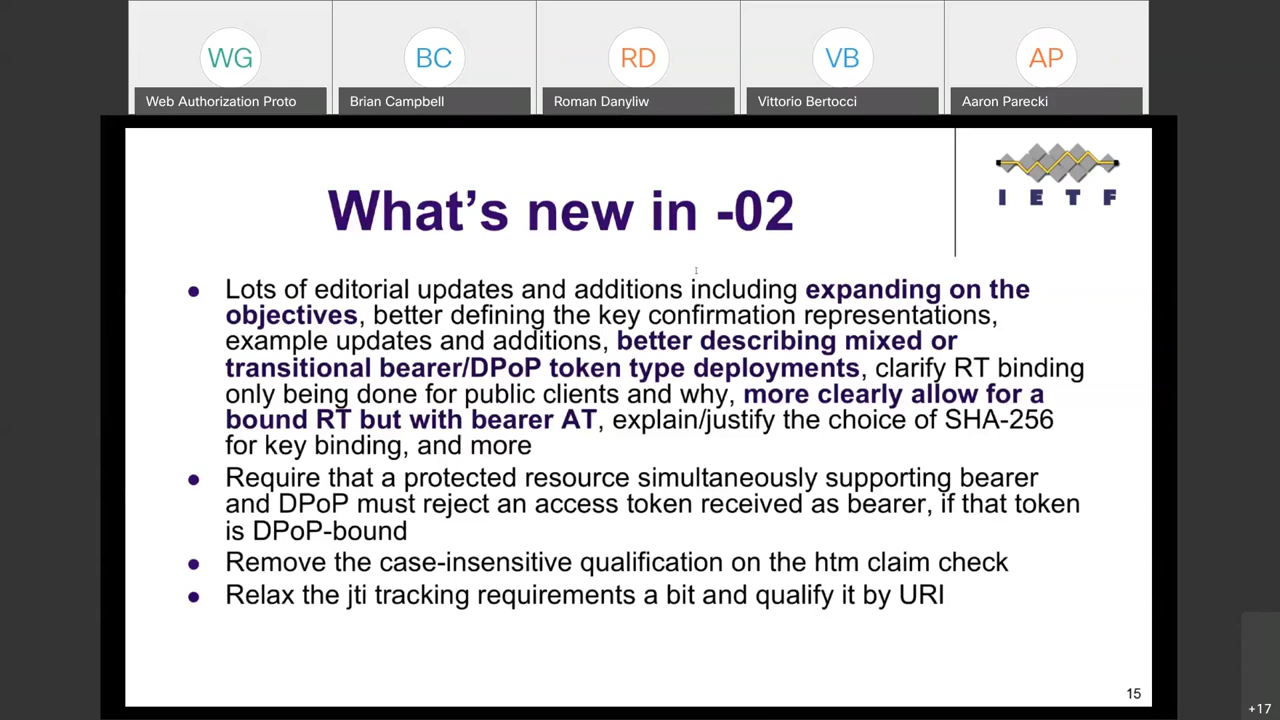 WG
BC
RD
VB
AP
Web Authorization Proto
Brian Campbell
Roman Danyliw
Vittorio Bertocci
Aaron Parecki
I E T F
What's new in -02
• Lots of editorial updates and additions including expanding on the
objectives, better defining the key confirmation representations,
example updates and additions, better describing mixed or
transitional bearer/DPoP token type deployments, clarify RT binding
only being done for public clients and why, more clearly allow for a
bound RT but with bearer AT, explain/justify the choice of SHA-256
for key binding, and more
• Require that a protected resource simultaneously supporting bearer
and DPoP must reject an access token received as bearer, if that token
is DPoP-bound
• Remove the case-insensitive qualification on the htm claim check
• Relax the jti tracking requirements a bit and qualify it by URI
15
+17